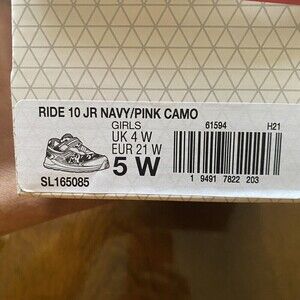 RIDE 10 JR NAVY/PINK CAMO
GIRLS
UK 4 W
EUR 21 W
5 W
SL165085
61594
H21
1 9491 7822 203